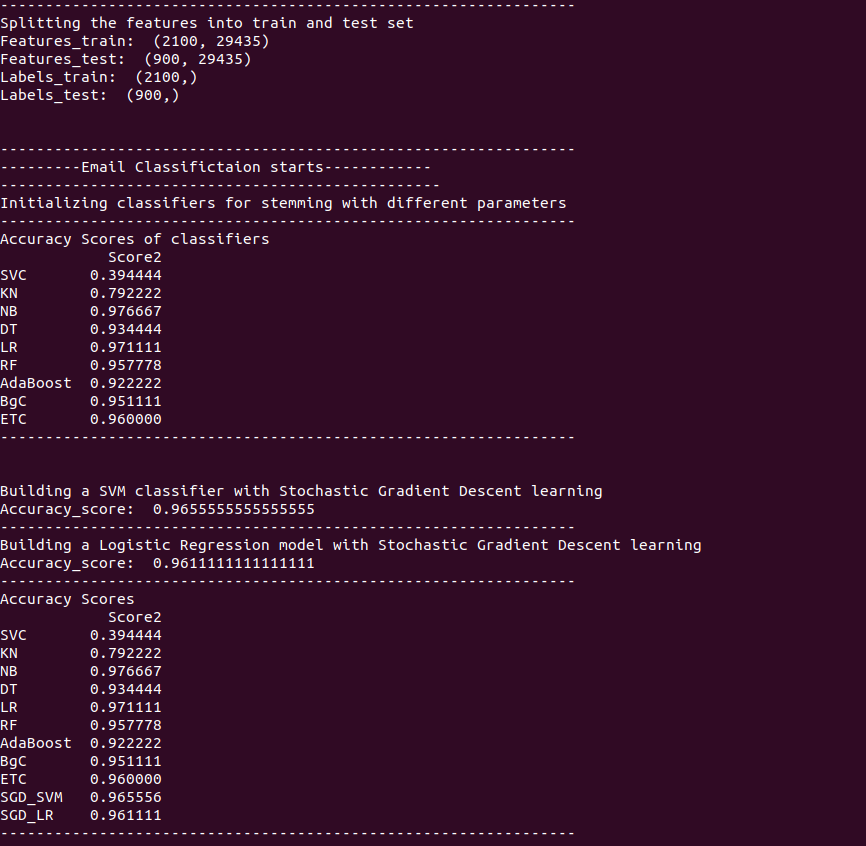 ----------------------------------------------------------------
Splitting the features into train and test set
Features_train:  (2100, 29435)
Features_test:  (900, 29435)
Labels_train:  (2100,)
Labels_test:  (900,)
----------------------------------------------------------------
---------Email Classifictaion starts------------
-------------------------------------------------
Initializing classifiers for stemming with different parameters
----------------------------------------------------------------
Accuracy Scores of classifiers
            Score2
SVC       0.394444
KN        0.792222
NB        0.976667
DT        0.934444
LR        0.971111
RF        0.957778
AdaBoost  0.922222
BgC       0.951111
ETC       0.960000
----------------------------------------------------------------
Building a SVM classifier with Stochastic Gradient Descent learning
Accuracy_score:  0.9655555555555555
----------------------------------------------------------------
Building a Logistic Regression model with Stochastic Gradient Descent learning
Accuracy_score:  0.9611111111111111
----------------------------------------------------------------
Accuracy Scores
            Score2
SVC       0.394444
KN        0.792222
NB        0.976667
DT        0.934444
LR        0.971111
RF        0.957778
AdaBoost  0.922222
BgC       0.951111
ETC       0.960000
SGD_SVM   0.965556
SGD_LR    0.961111
----------------------------------------------------------------